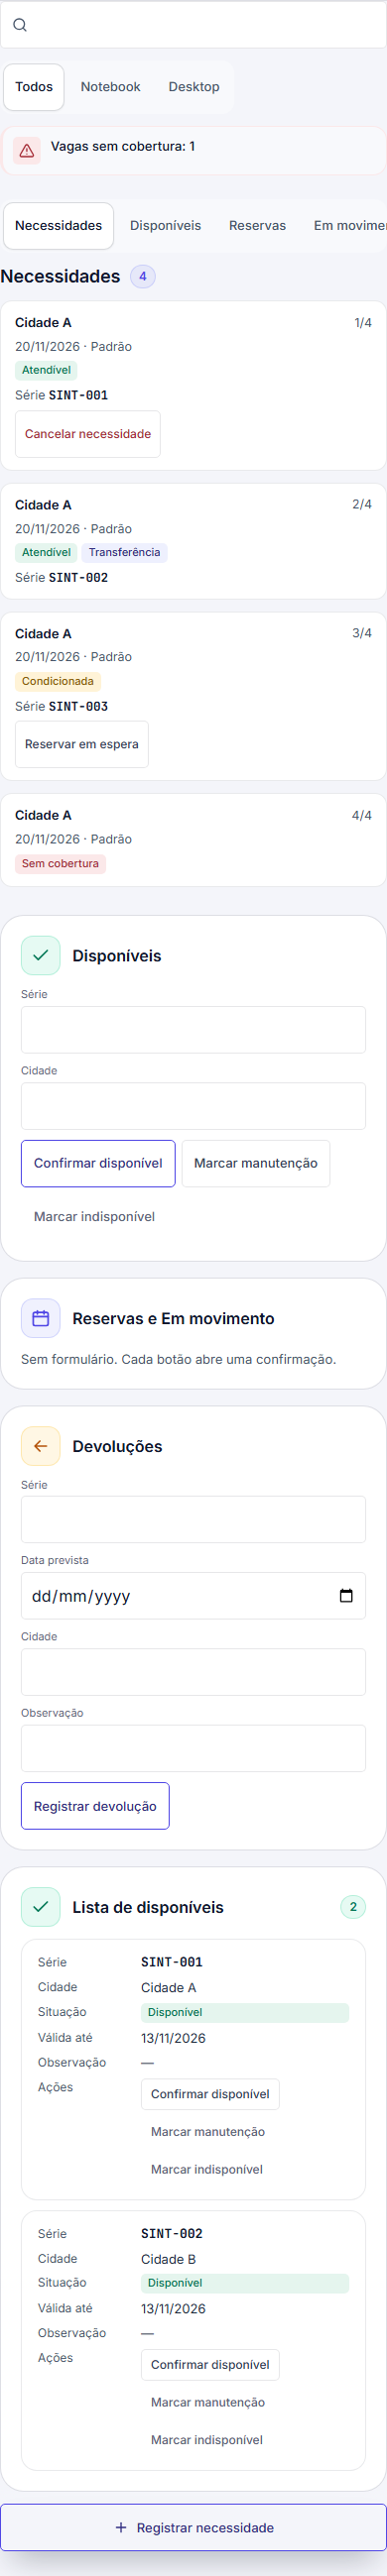 Todos Notebook Desktop
Vagas sem cobertura: 1
Necessidades Disponíveis Reservas Em movimen
Necessidades 4
Cidade A 1/4
20/11/2026 · Padrão
Atendível
Série SINT-001
Cancelar necessidade
Cidade A 2/4
20/11/2026 · Padrão
Atendível Transferência
Série SINT-002
Cidade A 3/4
20/11/2026 · Padrão
Condicionada
Série SINT-003
Reservar em espera
Cidade A 4/4
20/11/2026 · Padrão
Sem cobertura
Disponíveis
Série
Cidade
Confirmar disponível Marcar manutenção
Marcar indisponível
Reservas e Em movimento
Sem formulário. Cada botão abre uma confirmação.
Devoluções
Série
Data prevista
dd/mm/yyyy
Cidade
Observação
Registrar devolução
Lista de disponíveis 2
Série SINT-001
Cidade Cidade A
Situação Disponível
Válida até 13/11/2026
Observação —
Ações Confirmar disponível
Marcar manutenção
Marcar indisponível
Série SINT-002
Cidade Cidade B
Situação Disponível
Válida até 13/11/2026
Observação —
Ações Confirmar disponível
Marcar manutenção
Marcar indisponível
+ Registrar necessidade